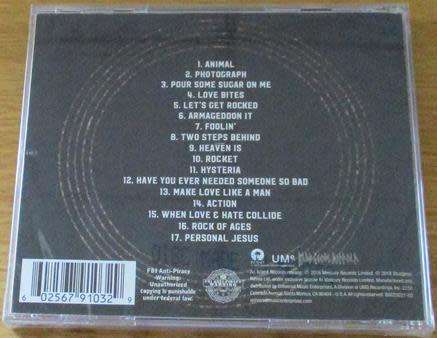 1. ANIMAL
2. PHOTOGRAPH
3. POUR SOME SUGAR ON ME
4. LOVE BITES
5. LET'S GET ROCKED
6. ARMAGEDDON IT
7. FOOLIN'
8. TWO STEPS BEHIND
9. HEAVEN IS
10. ROCKET
11. HYSTERIA
12. HAVE YOU EVER NEEDED SOMEONE SO BAD
13. MAKE LOVE LIKE A MAN
14. ACTION
15. WHEN LOVE & HATE COLLIDE
16. ROCK OF AGES
17. PERSONAL JESUS
FBI Anti-Piracy
Warning:
Unauthorized
copying is punishable
under federal law.
UMe
6 02567 91032 9